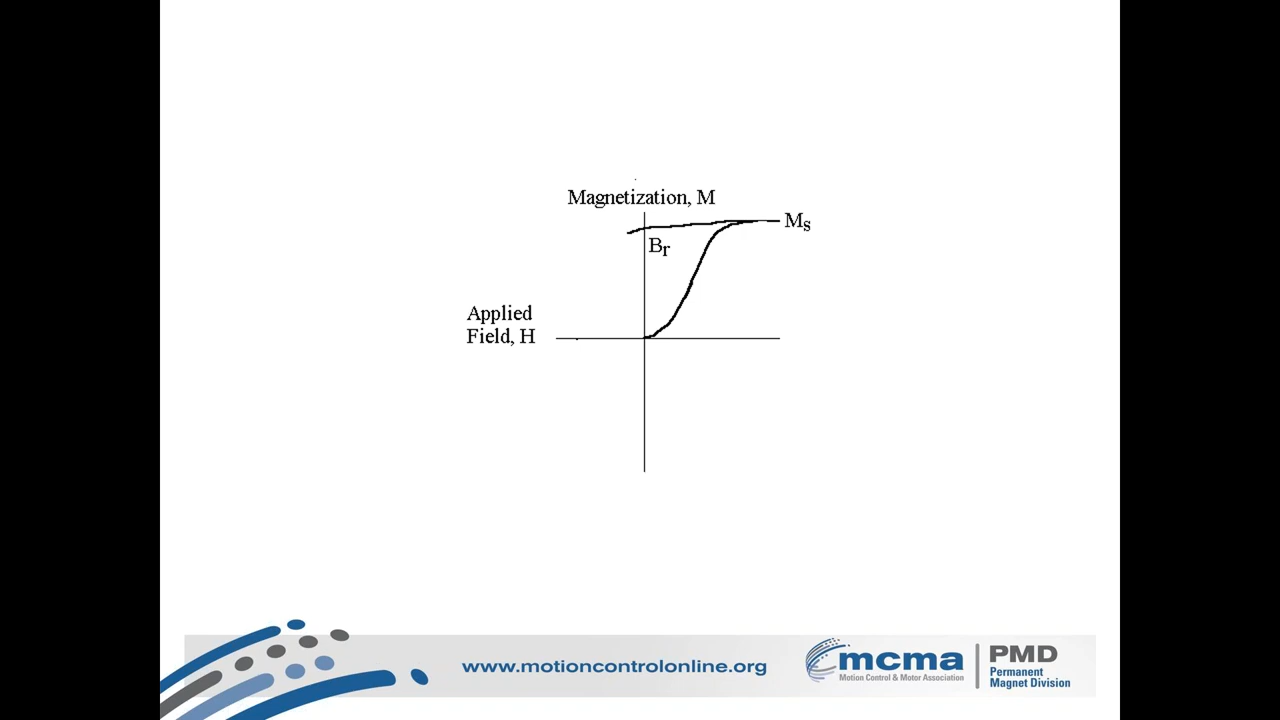 Magnetization, M
Ms
Br
Applied
Field, H
www.motioncontrolonline.org
mcma
Motion Control & Motor Association
PMD
Permanent
Magnet Division